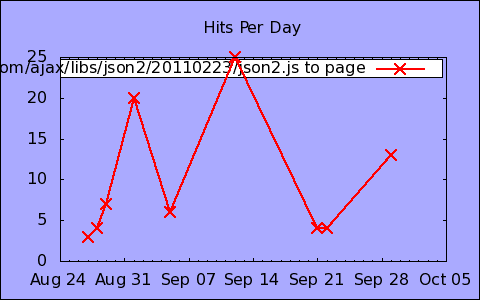 Hits Per Day
25
om/ajax/libs/json2/20110223/json2.js to page
20
15
10
5
0
Aug 24 Aug 31 Sep 07 Sep 14 Sep 21 Sep 28 Oct 05